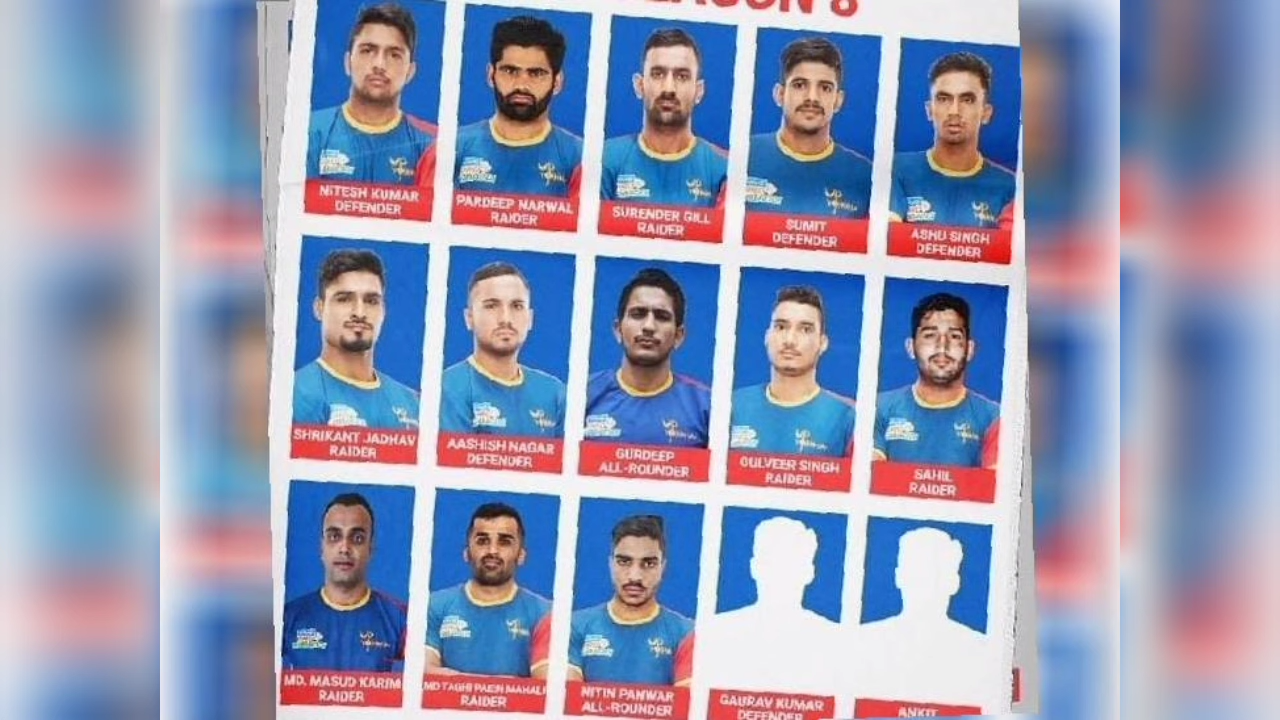 SEASON 8
NITESH KUMAR
DEFENDER
PARDEEP NARWAL
RAIDER
SURENDER GILL
RAIDER
SUMIT
DEFENDER
ASHU SINGH
DEFENDER
SHRIKANT JADHAV
RAIDER
AASHISH NAGAR
DEFENDER
GURDEEP
ALL-ROUNDER
GULVEER SINGH
RAIDER
SAHIL
RAIDER
MD. MASUD KARIM
RAIDER
MD TAGHI PAEIN MAHALI
RAIDER
NITIN PANWAR
ALL-ROUNDER
GAURAV KUMAR
DEFENDER
ANKIT